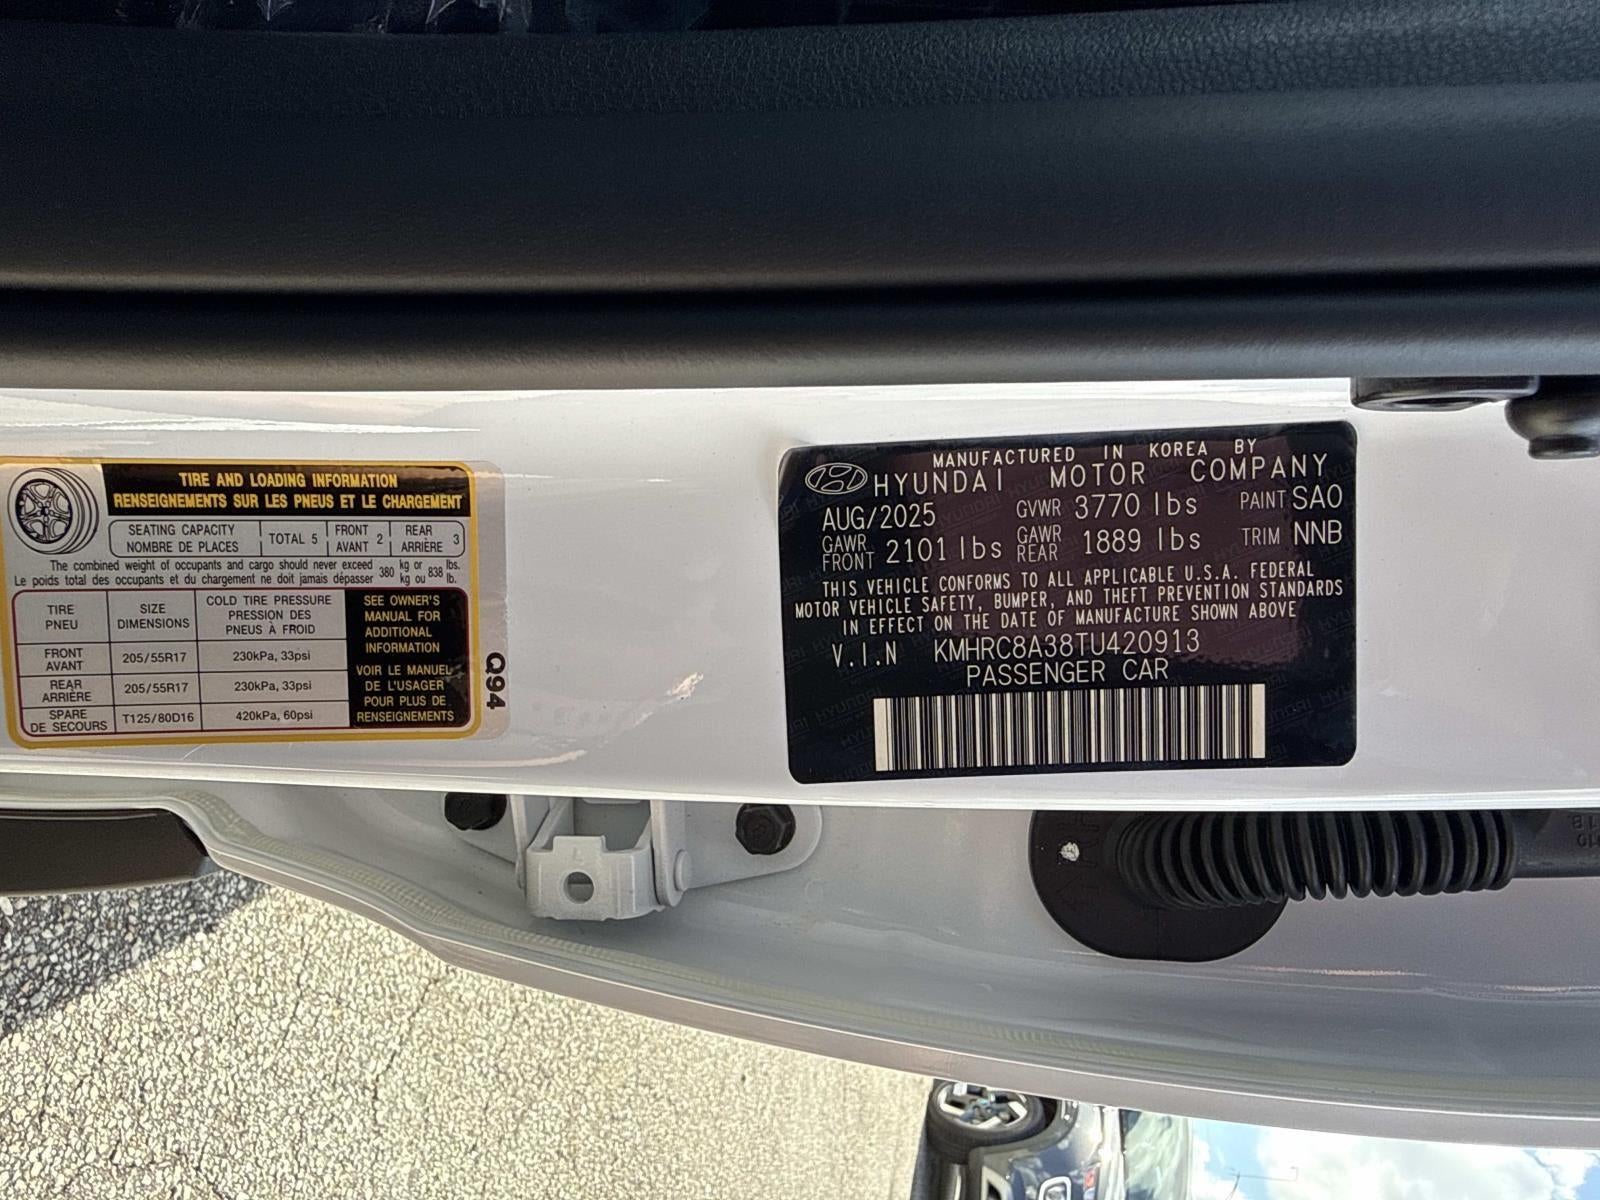 TIRE AND LOADING INFORMATION
RENSEIGNEMENTS SUR LES PNEUS ET LE CHARGEMENT
SEATING CAPACITY
NOMBRE DE PLACES
TOTAL 5
FRONT
AVANT 2
REAR
ARRIÈRE 3
The combined weight of occupants and cargo should never exceed 380 kg or 838 lbs.
Le poids total des occupants et du chargement ne doit jamais dépasser kg ou lb.
TIRE
PNEU
SIZE
DIMENSIONS
COLD TIRE PRESSURE
PRESSION DES
PNEUS À FROID
FRONT
AVANT
205/55R17
230kPa, 33psi
REAR
ARRIÈRE
205/55R17
230kPa, 33psi
SPARE
DE SECOURS
T125/80D16
420kPa, 60psi
SEE OWNER'S
MANUAL FOR
ADDITIONAL
INFORMATION
VOIR LE MANUEL
DE L'USAGER
POUR PLUS DE
RENSEIGNEMENTS
Q94
MANUFACTURED IN KOREA BY
HYUNDAI MOTOR COMPANY
AUG/2025 GVWR 3770 lbs PAINT SAO
GAWR FRONT 2101 lbs GAWR REAR 1889 lbs TRIM NNB
THIS VEHICLE CONFORMS TO ALL APPLICABLE U.S.A. FEDERAL
MOTOR VEHICLE SAFETY, BUMPER, AND THEFT PREVENTION STANDARDS
IN EFFECT ON THE DATE OF MANUFACTURE SHOWN ABOVE
V.I.N KMHRC8A38TU420913
PASSENGER CAR